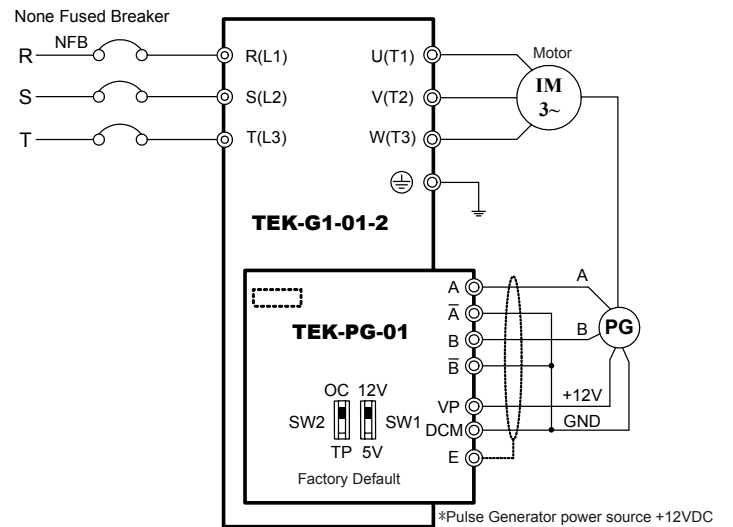 None Fused Breaker
NFB
R
R(L1)
U(T1)
Motor
S
S(L2)
V(T2)
IM
3~
T
T(L3)
W(T3)
TEK-G1-01-2
A
A
A̅
TEK-PG-01
B
B
PG
B̅
OC 12V
+12V
VP
SW2
SW1
DCM
GND
TP 5V
E
Factory Default
*Pulse Generator power source +12VDC